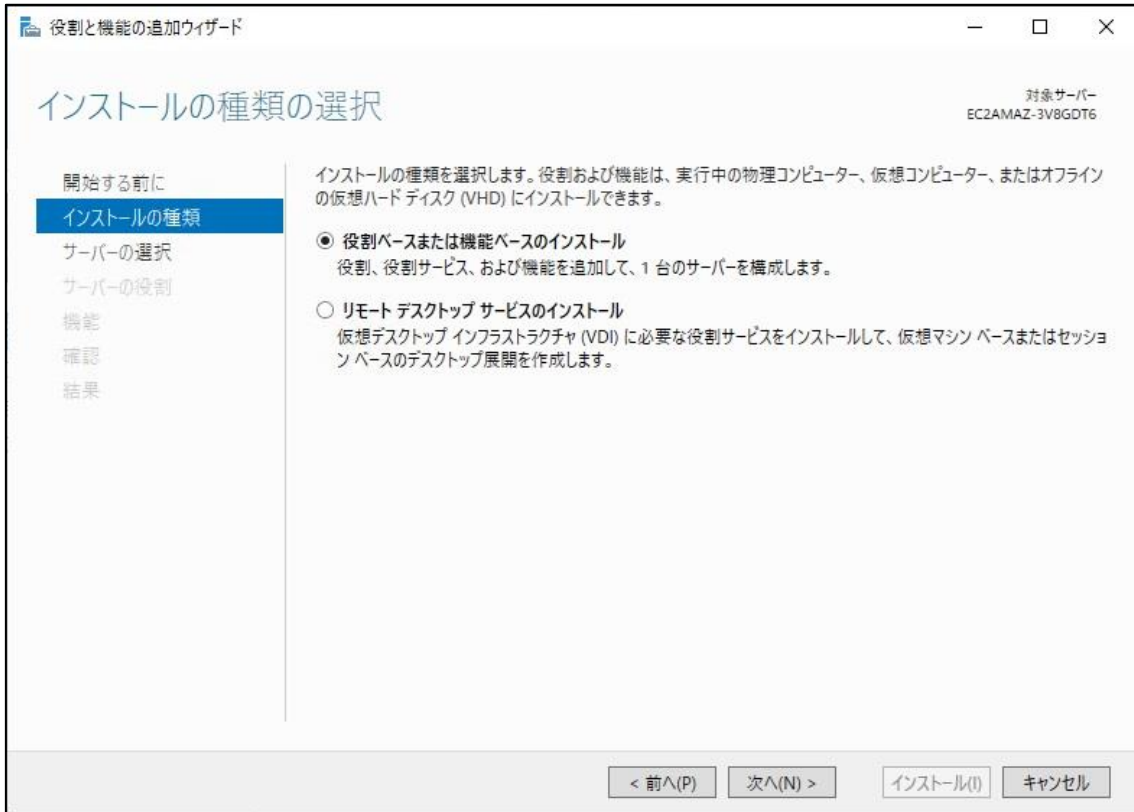 役割と機能の追加ウィザード
インストールの種類の選択
対象サーバー
EC2AMAZ-3V8GDT6
開始する前に
インストールの種類
サーバーの選択
サーバーの役割
機能
確認
結果
インストールの種類を選択します。役割および機能は、実行中の物理コンピューター、仮想コンピューター、またはオフライン
の仮想ハード ディスク (VHD) にインストールできます。
役割ベースまたは機能ベースのインストール
役割、役割サービス、および機能を追加して、1 台のサーバーを構成します。
リモート デスクトップ サービスのインストール
仮想デスクトップ インフラストラクチャ (VDI) に必要な役割サービスをインストールして、仮想マシン ベースまたはセッショ
ン ベースのデスクトップ展開を作成します。
< 前へ(P) 次へ(N) > インストール(I) キャンセル